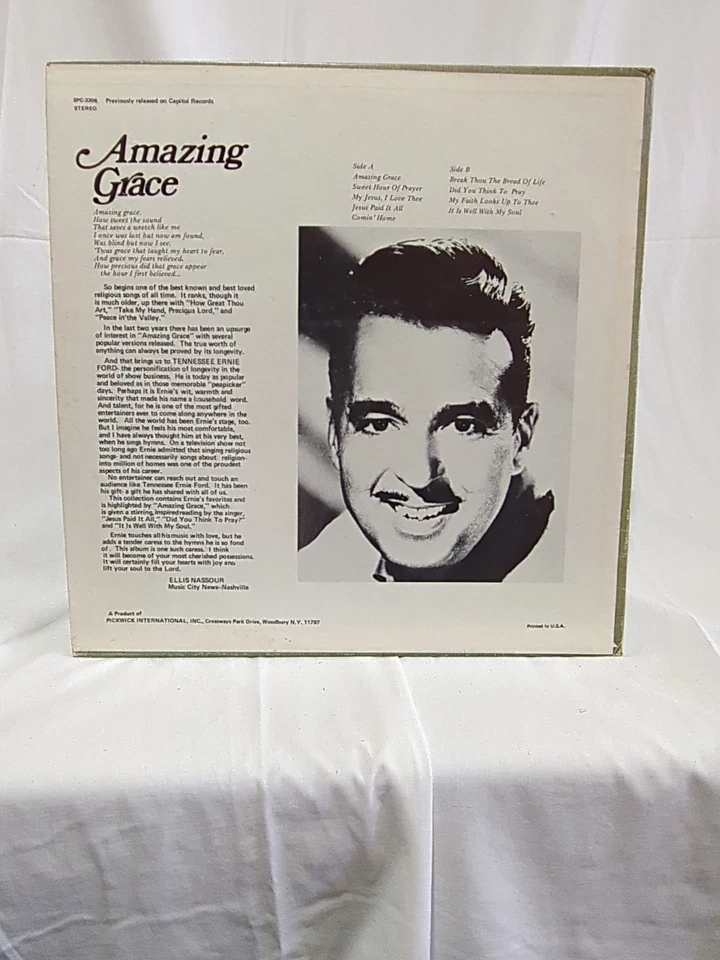 SPC-3308 Previously released on Capitol Records
STEREO
Amazing
Grace
Side A
Amazing Grace
Sweet Hour Of Prayer
My Jesus, I Love Thee
Jesus Paid It All
Comin' Home
Side B
Break Thou The Bread Of Life
Did You Think To Pray
My Faith Looks Up To Thee
It Is Well With My Soul
Amazing grace,
How sweet the sound
That saves a wretch like me
I once was lost but now am found,
Was blind but now I see.
'Twas grace that taught my heart to fear,
And grace my fears relieved.
How precious did that grace appear
the hour I first believed...
So begins one of the best known and best loved
religious songs of all time. It ranks, though it
is much older, up there with "How Great Thou
Art," "Take My Hand, Precious Lord," and
"Peace in the Valley."
In the last two years there has been an upsurge
of interest in "Amazing Grace" with several
popular versions released. The true worth of
anything can always be proved by its longevity.
And that brings us to TENNESSEE ERNIE
FORD- the personification of longevity in the
world of show business. He is today as popular
and beloved as in those memorable "peapicker"
days. Perhaps it is Ernie's wit, warmth and
sincerity that made his name a household word.
And talent, for he is one of the most gifted
entertainers ever to come along anywhere in the
world. All the world has been Ernie's stage, too.
But I imagine he feels his most comfortable,
and I have always thought him at his very best,
when he sings hymns. On a television show not
too long ago Ernie admitted that singing religious
songs- and not necessarily songs about religion-
into million of homes was one of the proudest
aspects of his career.
No entertainer can reach out and touch an
audience like Tennessee Ernie Ford. It has been
his gift- a gift he has shared with all of us.
This collection contains Ernie's favorites and
is highlighted by "Amazing Grace," which
is given a stirring, inspired reading by the singer,
"Jesus Paid It All," "Did You Think To Pray?"
and "It Is Well With My Soul."
Ernie touches all his music with love, but he
adds a tender caress to the hymns he is so fond
of. This album is one such caress. I think
it will become of your most cherished possessions.
It will certainly fill your hearts with joy and
lift your soul to the Lord.
ELLIS NASSOUR
Music City News-Nashville
A Product of
PICKWICK INTERNATIONAL, INC., Crossways Park Drive, Woodbury N.Y. 11797
Printed in U.S.A.